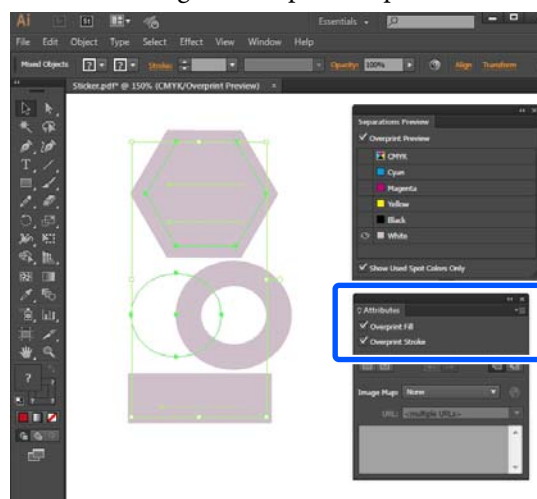 Ai St Essentials
File Edit Object Type Select Effect View Window Help
Mixed Objects ? ? Stroke: Opacity: 100% Align Transform
Sticker.pdf* @ 150% (CMYK/Overprint Preview) ×
Separations Preview
Overprint Preview
CMYK
Cyan
Magenta
Yellow
Black
White
Show Used Spot Colors Only
Attributes
Overprint Fill
Overprint Stroke
Image Map: None
URL: <multiple URLs>
T
?